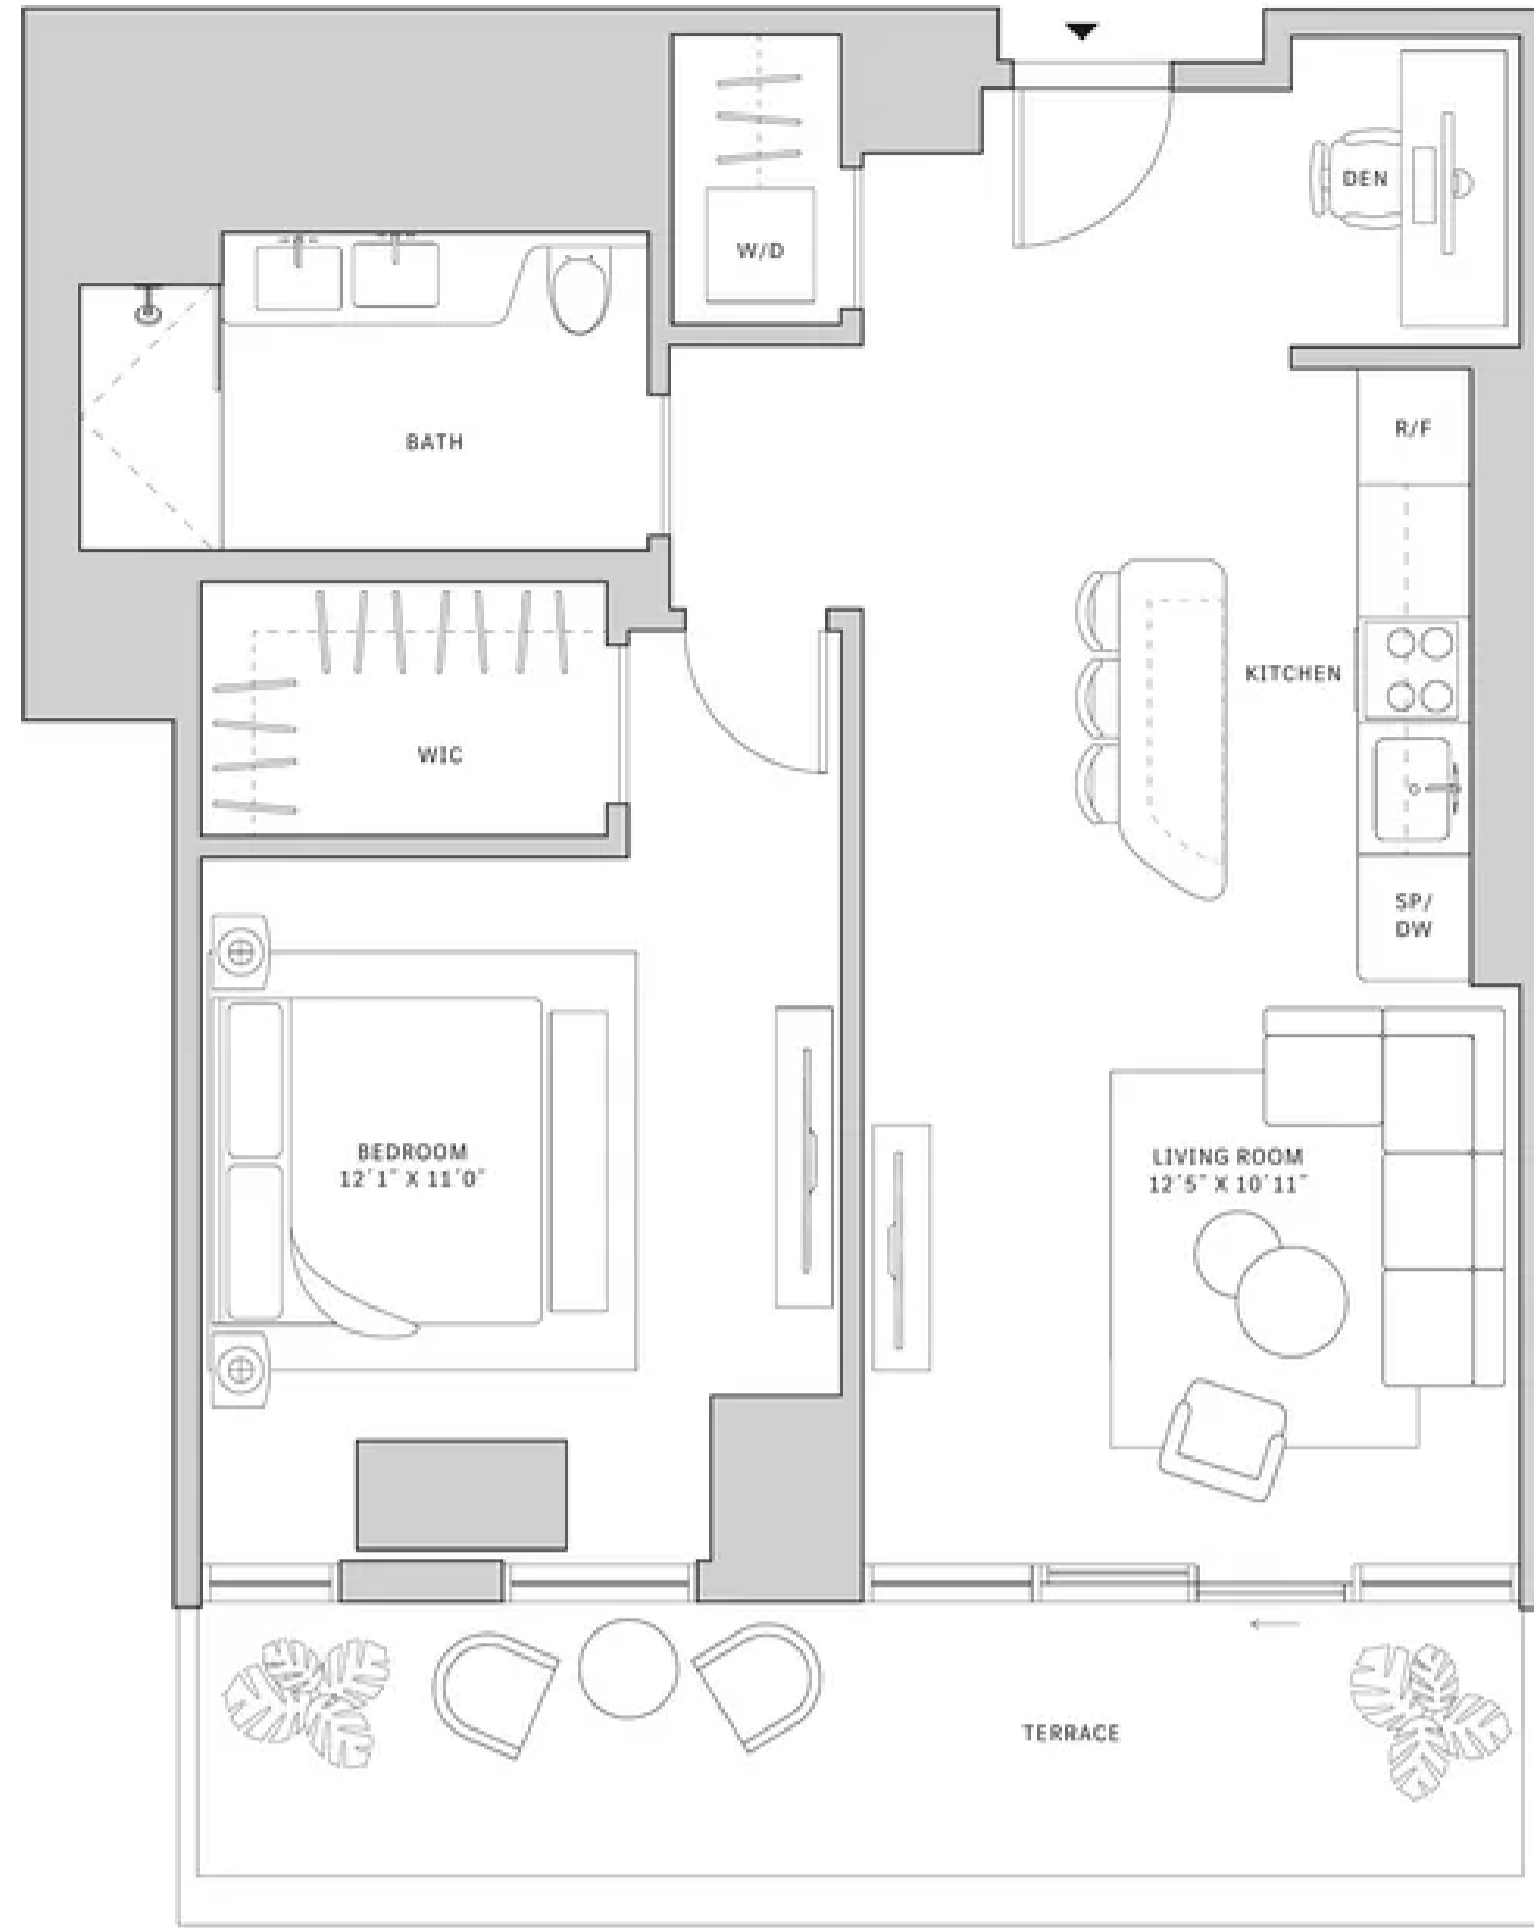 DEN
W/D
R/F
BATH
KITCHEN
WIC
SP/
DW
BEDROOM
12'1" X 11'0"
LIVING ROOM
12'5" X 10'11"
TERRACE